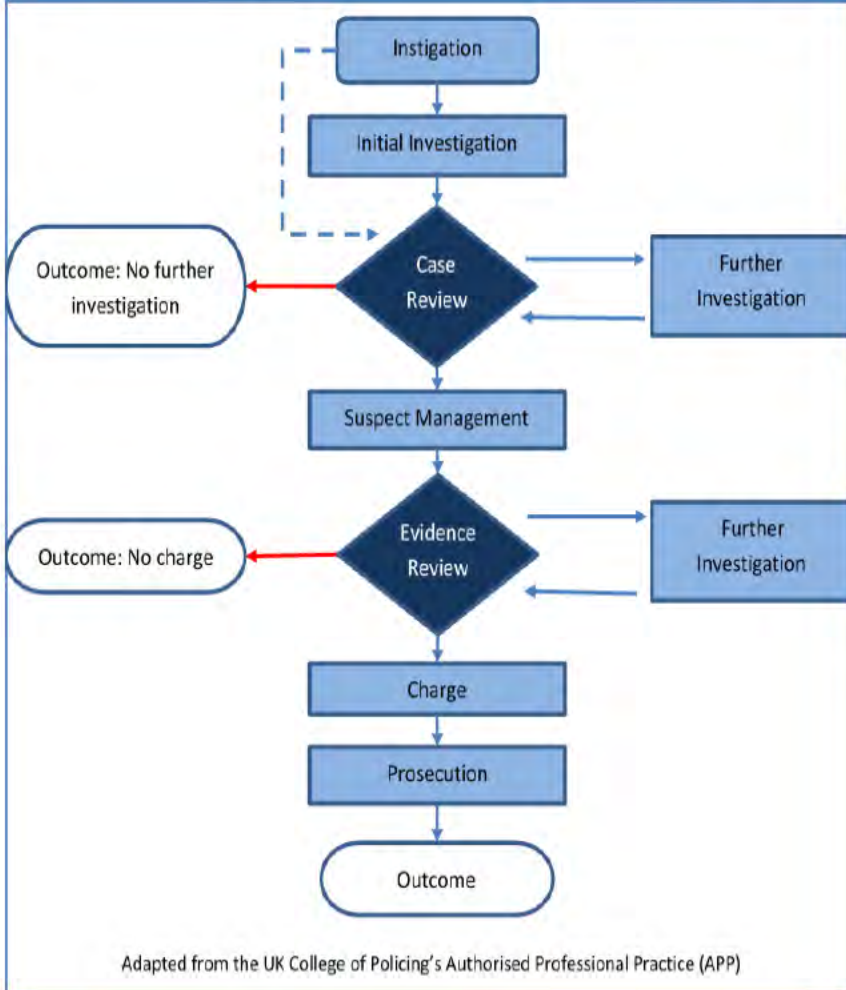 Instigation
Initial Investigation
Outcome: No further
investigation
Case
Review
Further
Investigation
Suspect Management
Outcome: No charge
Evidence
Review
Further
Investigation
Charge
Prosecution
Outcome
Adapted from the UK College of Policing's Authorised Professional Practice (APP)